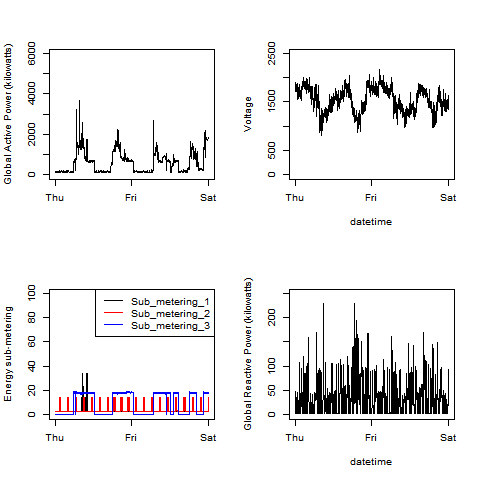 Global Active Power (kilowatts)
6000
4000
2000
0
Thu
Fri
Sat
Voltage
2500
1500
500
0
Thu
Fri
Sat
datetime
Energy sub-metering
100
80
60
40
20
0
Sub_metering_1
Sub_metering_2
Sub_metering_3
Thu
Fri
Sat
Global Reactive Power (kilowatts)
200
100
50
0
Thu
Fri
Sat
datetime